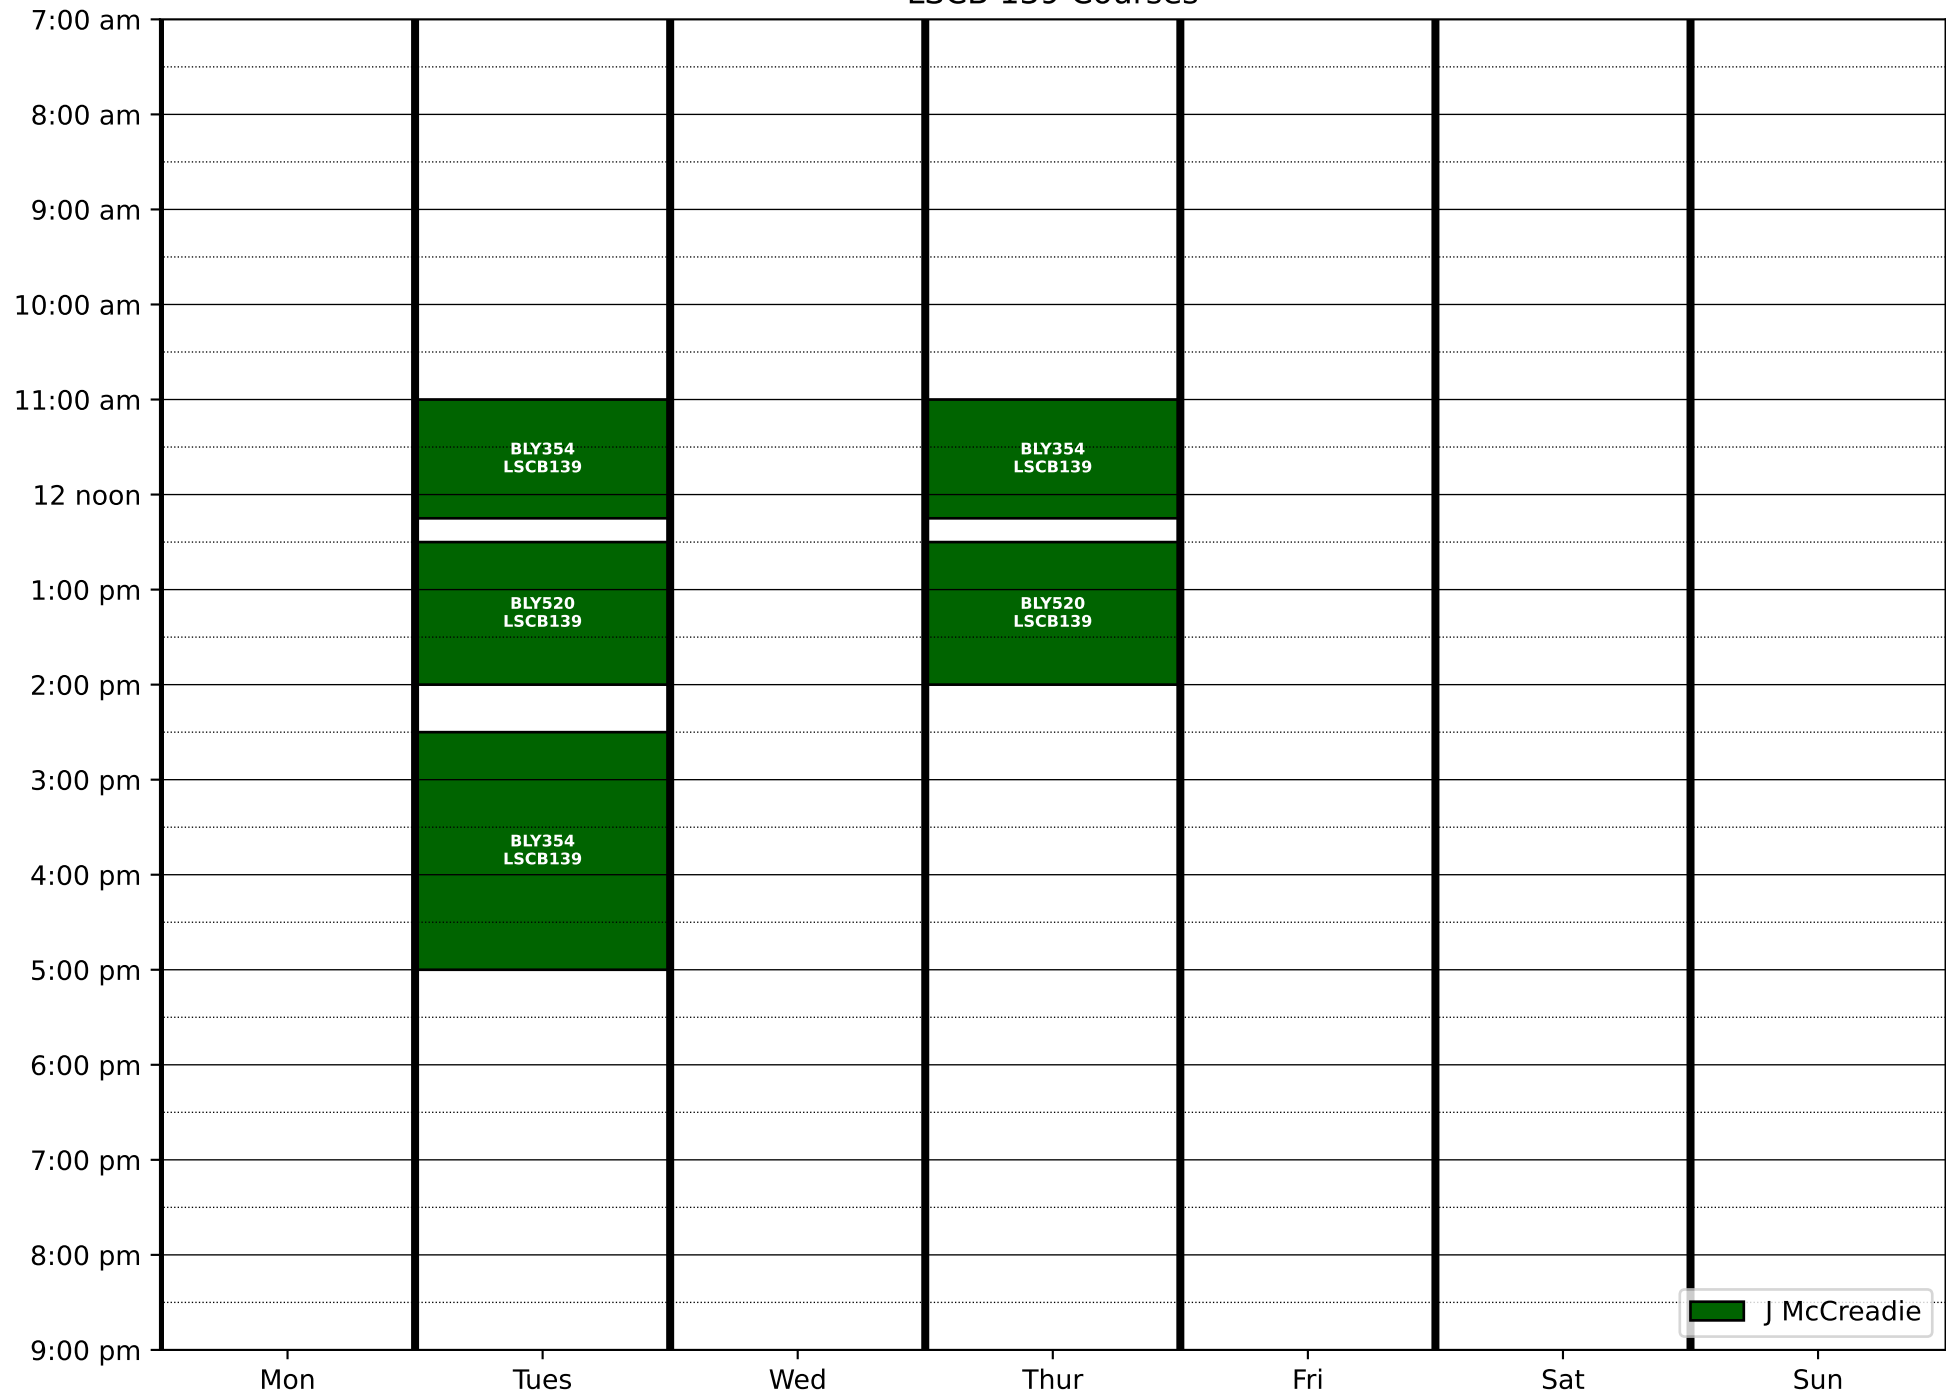 LSCB 139 Courses
7:00 am
8:00 am
9:00 am
10:00 am
11:00 am
BLY354
LSCB139
BLY354
LSCB139
12 noon
1:00 pm
BLY520
LSCB139
BLY520
LSCB139
2:00 pm
3:00 pm
BLY354
LSCB139
4:00 pm
5:00 pm
6:00 pm
7:00 pm
8:00 pm
J McCreadie
9:00 pm
Mon Tues Wed Thur Fri Sat Sun